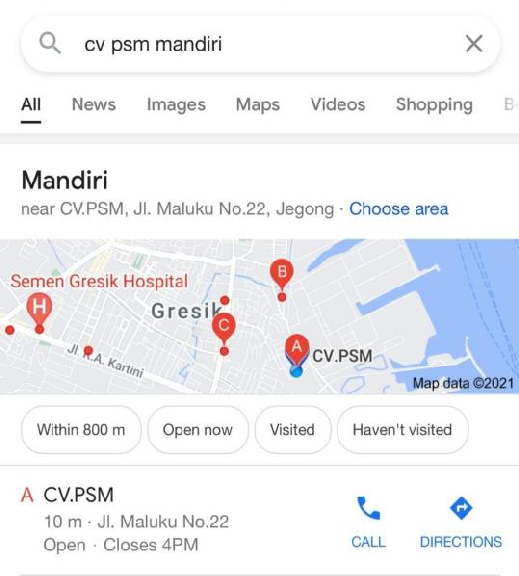 cv psm mandiri
All News Images Maps Videos Shopping
Mandiri
near CV.PSM, Jl. Maluku No.22, Jegong · Choose area
Semen Gresik Hospital
B
H
Gresik
C
A
CV.PSM
Jl. R.A. Kartini
Map data ©2021
Within 800 m Open now Visited Haven't visited
A CV.PSM
10 m · Jl. Maluku No.22
Open · Closes 4PM
CALL DIRECTIONS